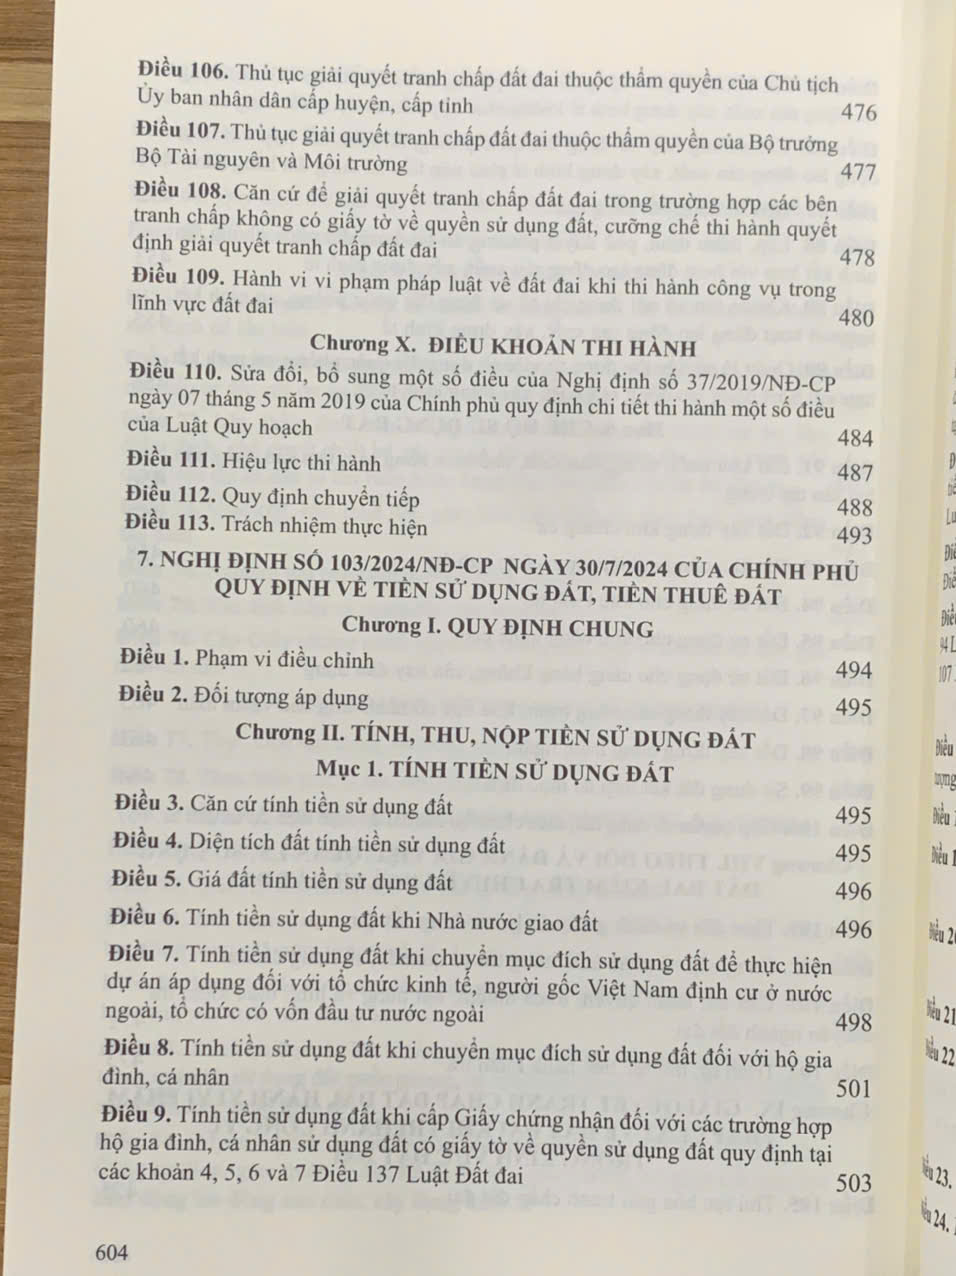 Điều 106. Thủ tục giải quyết tranh chấp đất đai thuộc thẩm quyền của Chủ tịch
Ủy ban nhân dân cấp huyện, cấp tỉnh 476
Điều 107. Thủ tục giải quyết tranh chấp đất đai thuộc thẩm quyền của Bộ trưởng
Bộ Tài nguyên và Môi trường 477
Điều 108. Căn cứ để giải quyết tranh chấp đất đai trong trường hợp các bên
tranh chấp không có giấy tờ về quyền sử dụng đất, cưỡng chế thi hành quyết
định giải quyết tranh chấp đất đai 478
Điều 109. Hành vi vi phạm pháp luật về đất đai khi thi hành công vụ trong
lĩnh vực đất đai 480
Chương X. ĐIỀU KHOẢN THI HÀNH
Điều 110. Sửa đổi, bổ sung một số điều của Nghị định số 37/2019/NĐ-CP
ngày 07 tháng 5 năm 2019 của Chính phủ quy định chi tiết thi hành một số điều
của Luật Quy hoạch 484
Điều 111. Hiệu lực thi hành 487
Điều 112. Quy định chuyển tiếp 488
Điều 113. Trách nhiệm thực hiện 493
7. NGHỊ ĐỊNH SỐ 103/2024/NĐ-CP NGÀY 30/7/2024 CỦA CHÍNH PHỦ
QUY ĐỊNH VỀ TIỀN SỬ DỤNG ĐẤT, TIỀN THUÊ ĐẤT
Chương I. QUY ĐỊNH CHUNG
Điều 1. Phạm vi điều chỉnh 494
Điều 2. Đối tượng áp dụng 495
Chương II. TÍNH, THU, NỘP TIỀN SỬ DỤNG ĐẤT
Mục 1. TÍNH TIỀN SỬ DỤNG ĐẤT
Điều 3. Căn cứ tính tiền sử dụng đất 495
Điều 4. Diện tích đất tính tiền sử dụng đất 495
Điều 5. Giá đất tính tiền sử dụng đất 496
Điều 6. Tính tiền sử dụng đất khi Nhà nước giao đất 496
Điều 7. Tính tiền sử dụng đất khi chuyển mục đích sử dụng đất để thực hiện
dự án áp dụng đối với tổ chức kinh tế, người gốc Việt Nam định cư ở nước
ngoài, tổ chức có vốn đầu tư nước ngoài 498
Điều 8. Tính tiền sử dụng đất khi chuyển mục đích sử dụng đất đối với hộ gia
đình, cá nhân 501
Điều 9. Tính tiền sử dụng đất khi cấp Giấy chứng nhận đối với các trường hợp
hộ gia đình, cá nhân sử dụng đất có giấy tờ về quyền sử dụng đất quy định tại
các khoản 4, 5, 6 và 7 Điều 137 Luật Đất đai 503
604
Điều
Điều 21
Điều 22
Điều 23.
Điều 24.